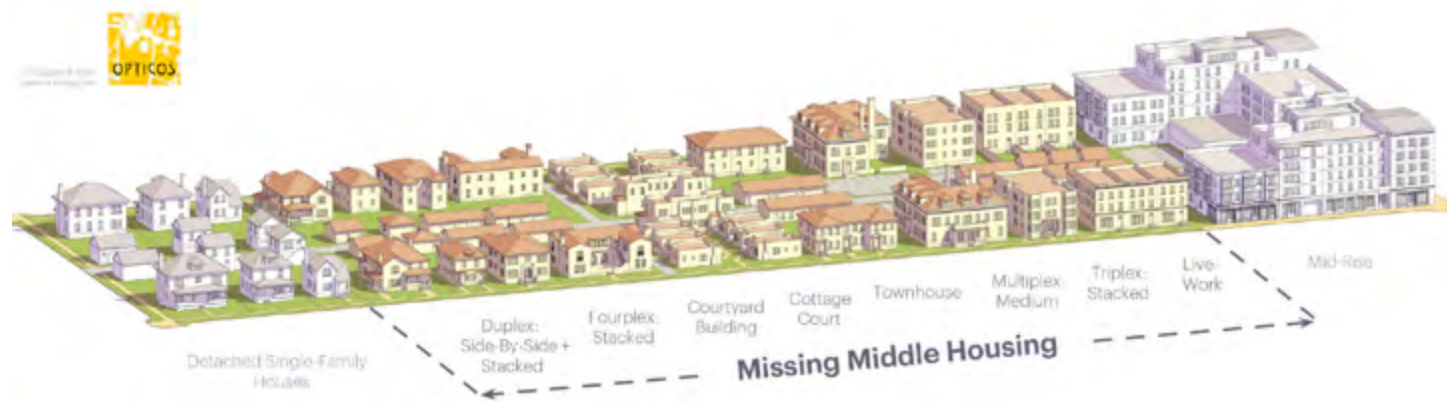 OPTICOS
Detached Single-Family
Houses
Duplex:
Side-By-Side +
Stacked
Fourplex:
Stacked
Courtyard
Building
Cottage
Court
Townhouse
Multiplex:
Medium
Triplex:
Stacked
Live-
Work
Mid-Rise
Missing Middle Housing